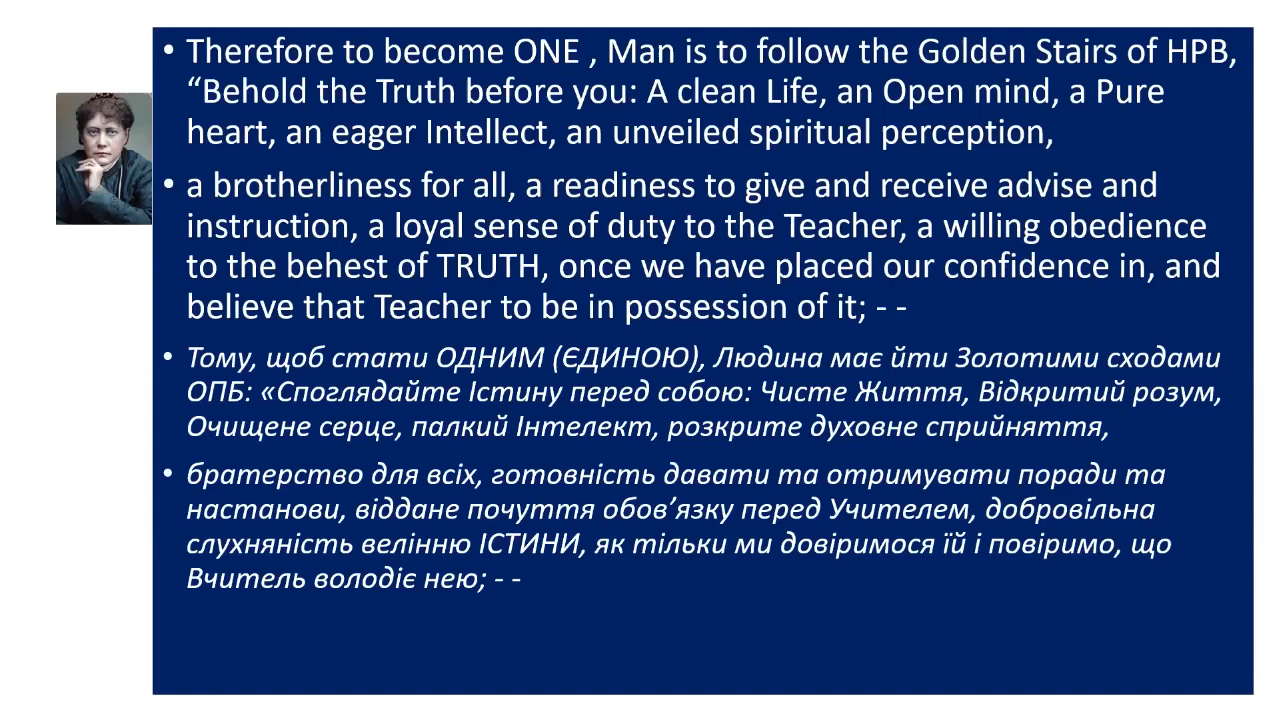 • Therefore to become ONE , Man is to follow the Golden Stairs of HPB,
“Behold the Truth before you: A clean Life, an Open mind, a Pure
heart, an eager Intellect, an unveiled spiritual perception,
• a brotherliness for all, a readiness to give and receive advise and
instruction, a loyal sense of duty to the Teacher, a willing obedience
to the behest of TRUTH, once we have placed our confidence in, and
believe that Teacher to be in possession of it; - -
• Тому, щоб стати ОДНИМ (ЄДИНОЮ), Людина має йти Золотими сходами
ОПБ: «Споглядайте Істину перед собою: Чисте Життя, Відкритий розум,
Очищене серце, палкий Інтелект, розкрите духовне сприйняття,
• братерство для всіх, готовність давати та отримувати поради та
настанови, віддане почуття обов’язку перед Учителем, добровільна
слухняність велінню ІСТИНИ, як тільки ми довіримося їй і повіримо, що
Вчитель володіє нею; - -